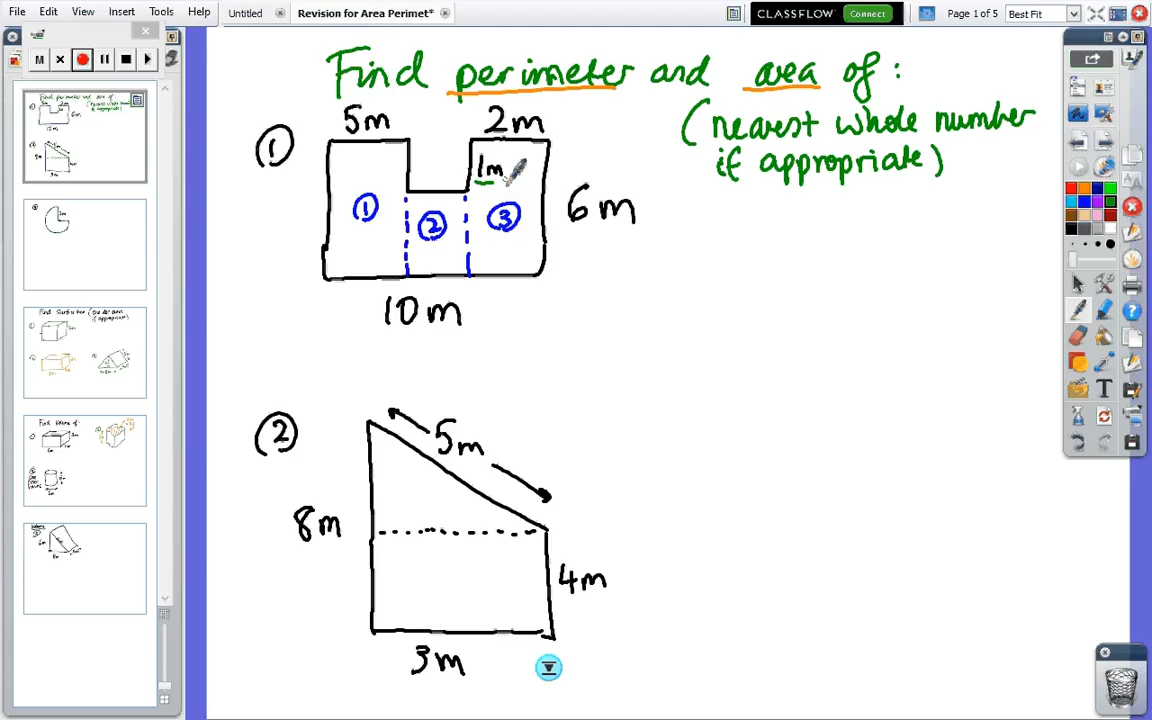 File Edit View Insert Tools Help
Untitled
Revision for Area Perimet*
CLASSFLOW Connect
Page 1 of 5
Best Fit
M
Find perimeter and area of:
(nearest whole number
if appropriate)
① 5m 2m
1m
① ② ③
6m
10m
② 5m
8m
4m
3m
T